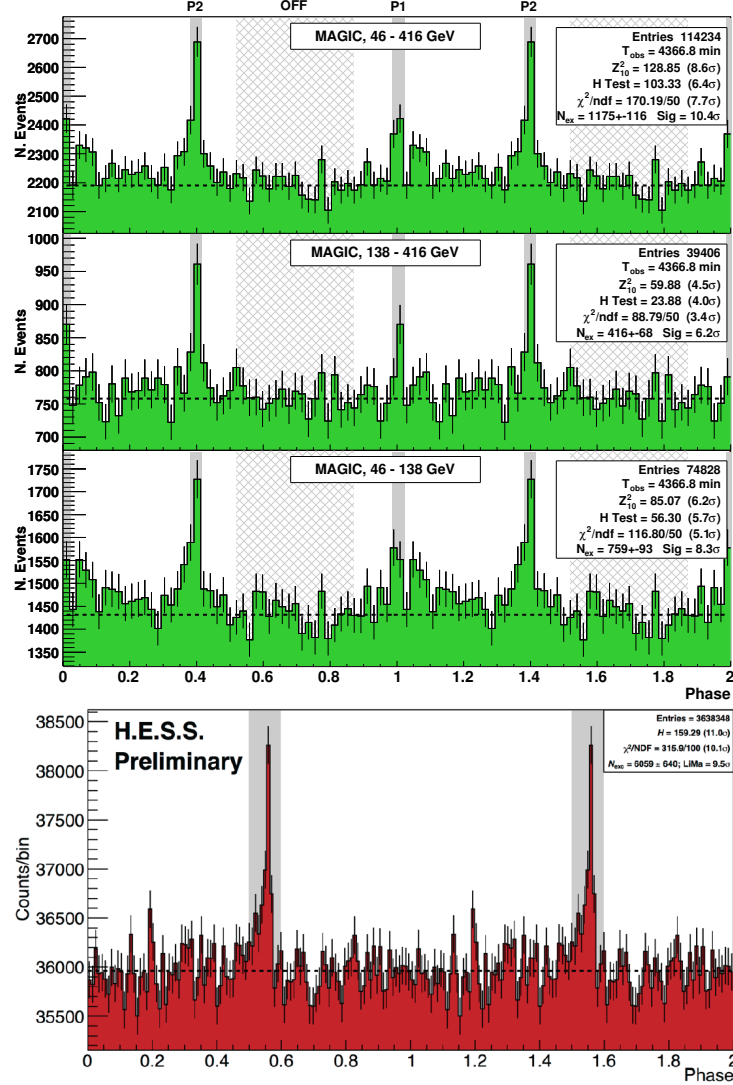 P2 OFF P1 P2
MAGIC, 46 - 416 GeV
Entries 114234
T_obs = 4366.8 min
Z²_10 = 128.85 (8.6σ)
H Test = 103.33 (6.4σ)
χ²/ndf = 170.19/50 (7.7σ)
N_ex = 1175+-116 Sig = 10.4σ
N. Events
2700
2600
2500
2400
2300
2200
2100
MAGIC, 138 - 416 GeV
Entries 39406
T_obs = 4366.8 min
Z²_10 = 59.88 (4.5σ)
H Test = 23.88 (4.0σ)
χ²/ndf = 88.79/50 (3.4σ)
N_ex = 416+-68 Sig = 6.2σ
N. Events
1000
950
900
850
800
750
700
MAGIC, 46 - 138 GeV
Entries 74828
T_obs = 4366.8 min
Z²_10 = 85.07 (6.2σ)
H Test = 56.30 (5.7σ)
χ²/ndf = 116.80/50 (5.1σ)
N_ex = 759+-93 Sig = 8.3σ
N. Events
1750
1700
1650
1600
1550
1500
1450
1400
1350
0 0.2 0.4 0.6 0.8 1 1.2 1.4 1.6 1.8 2
Phase
H.E.S.S.
Preliminary
Entries = 3638348
H = 159.29 (11.0σ)
χ²/NDF = 315.9/100 (10.1σ)
N_exc = 6059 ± 640; LiMa = 9.5σ
Counts/bin
38500
38000
37500
37000
36500
36000
35500
0 0.2 0.4 0.6 0.8 1.0 1.2 1.4 1.6 1.8 2
Phase